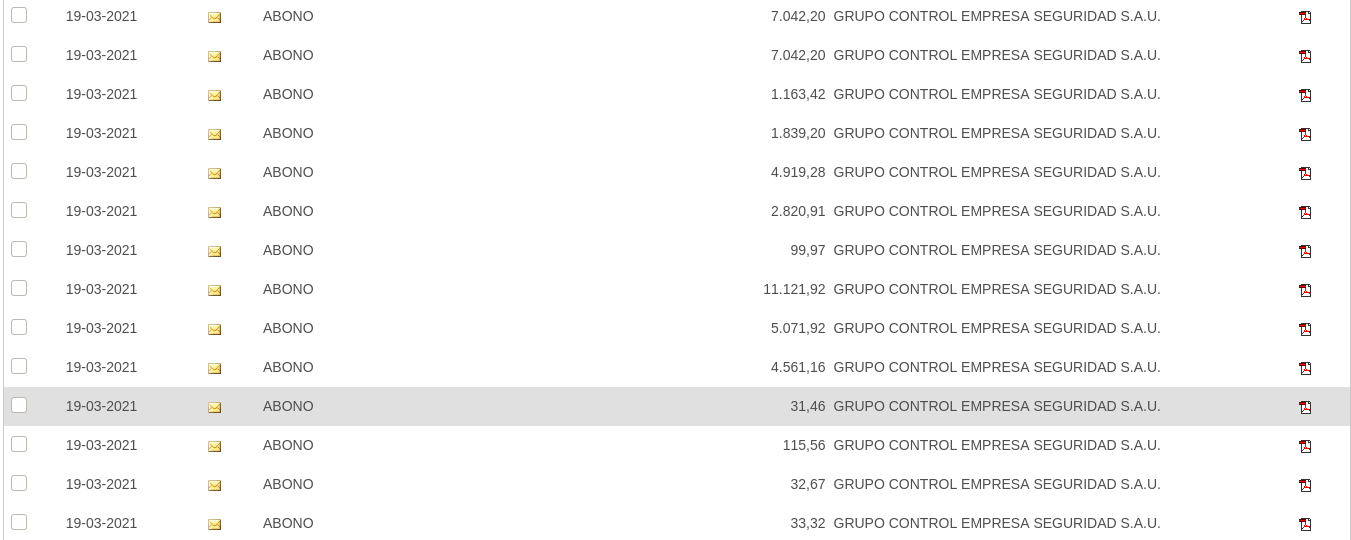 19-03-2021 ABONO 7.042,20 GRUPO CONTROL EMPRESA SEGURIDAD S.A.U.
19-03-2021 ABONO 7.042,20 GRUPO CONTROL EMPRESA SEGURIDAD S.A.U.
19-03-2021 ABONO 1.163,42 GRUPO CONTROL EMPRESA SEGURIDAD S.A.U.
19-03-2021 ABONO 1.839,20 GRUPO CONTROL EMPRESA SEGURIDAD S.A.U.
19-03-2021 ABONO 4.919,28 GRUPO CONTROL EMPRESA SEGURIDAD S.A.U.
19-03-2021 ABONO 2.820,91 GRUPO CONTROL EMPRESA SEGURIDAD S.A.U.
19-03-2021 ABONO 99,97 GRUPO CONTROL EMPRESA SEGURIDAD S.A.U.
19-03-2021 ABONO 11.121,92 GRUPO CONTROL EMPRESA SEGURIDAD S.A.U.
19-03-2021 ABONO 5.071,92 GRUPO CONTROL EMPRESA SEGURIDAD S.A.U.
19-03-2021 ABONO 4.561,16 GRUPO CONTROL EMPRESA SEGURIDAD S.A.U.
19-03-2021 ABONO 31,46 GRUPO CONTROL EMPRESA SEGURIDAD S.A.U.
19-03-2021 ABONO 115,56 GRUPO CONTROL EMPRESA SEGURIDAD S.A.U.
19-03-2021 ABONO 32,67 GRUPO CONTROL EMPRESA SEGURIDAD S.A.U.
19-03-2021 ABONO 33,32 GRUPO CONTROL EMPRESA SEGURIDAD S.A.U.